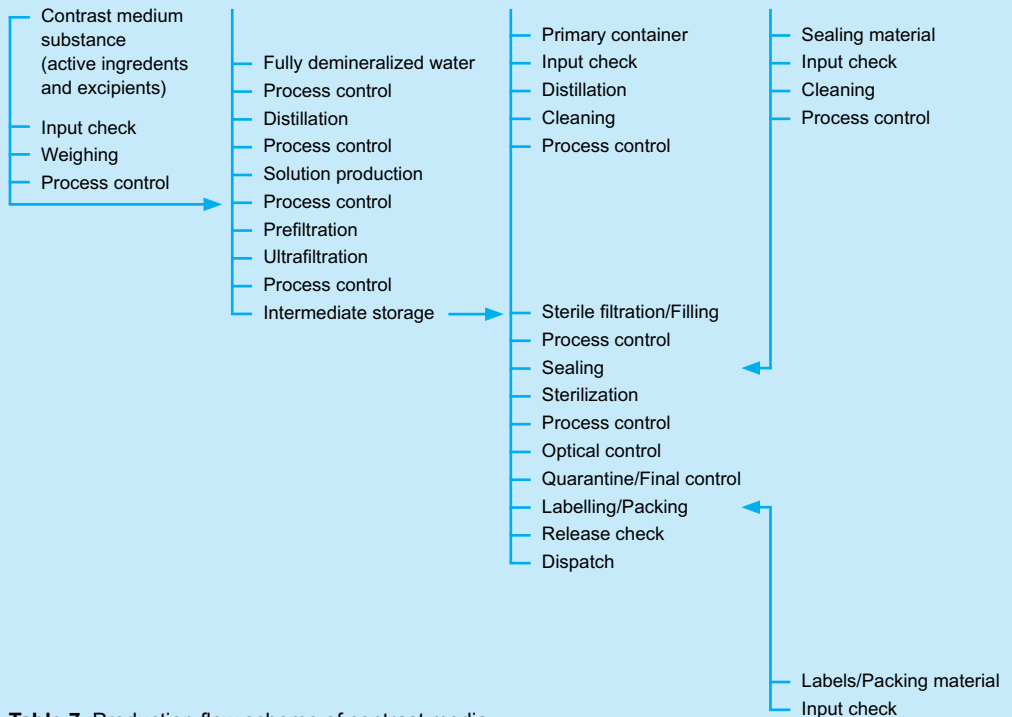 Contrast medium
substance
(active ingredents
and excipients)
Input check
Weighing
Process control
Fully demineralized water
Process control
Distillation
Process control
Solution production
Process control
Prefiltration
Ultrafiltration
Process control
Intermediate storage
Primary container
Input check
Distillation
Cleaning
Process control
Sterile filtration/Filling
Process control
Sealing
Sterilization
Process control
Optical control
Quarantine/Final control
Labelling/Packing
Release check
Dispatch
Sealing material
Input check
Cleaning
Process control
Labels/Packing material
Input check
Table 7. Production flow scheme of contrast media